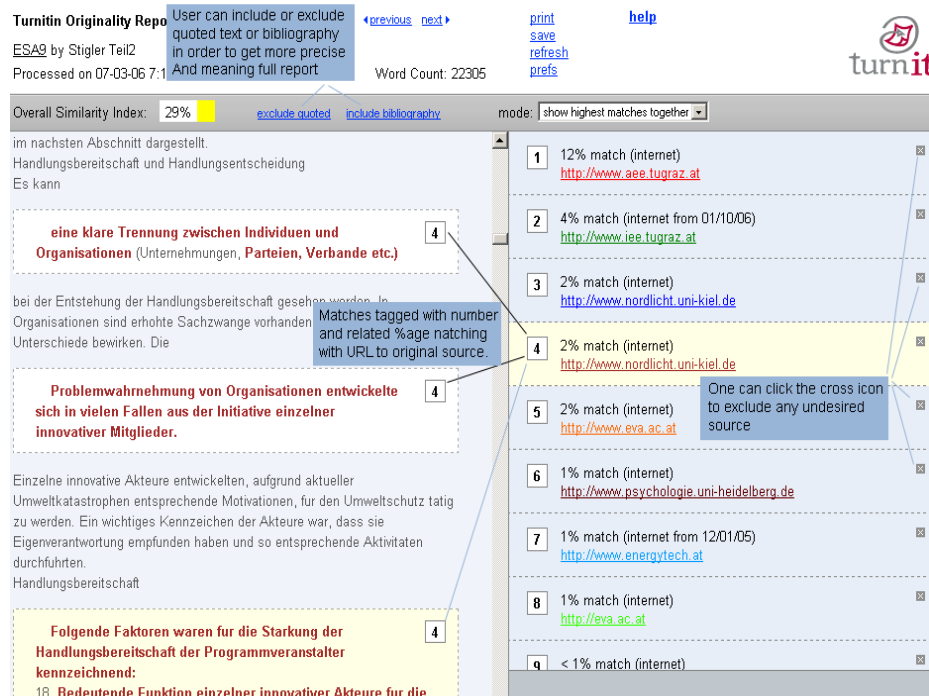 Turnitin Originality Repo
User can include or exclude
quoted text or bibliography
in order to get more precise
And meaning full report
previous next
print
save
refresh
prefs
help
ESA9 by Stigler Teil2
Processed on 07-03-06 7:1
Word Count: 22305
turnit
Overall Similarity Index: 29%
exclude quoted include bibliography
mode: show highest matches together
im nachsten Abschnitt dargestellt.
Handlungsbereitschaft und Handlungsentscheidung
Es kann
eine klare Trennung zwischen Individuen und
Organisationen (Unternehmungen, Parteien, Verbande etc.)
4
bei der Entstehung der Handlungsbereitschaft gesehen werden. In
Organisationen sind erhohte Sachzwange vorhanden
Unterschiede bewirken. Die
Matches tagged with number
and related %age natching
with URL to original source.
Problemwahrnehmung von Organisationen entwickelte
sich in vielen Fallen aus der Initiative einzelner
innovativer Mitglieder.
4
Einzelne innovative Akteure entwickelten, aufgrund aktueller
Umweltkatastrophen entsprechende Motivationen, fur den Umweltschutz tatig
zu werden. Ein wichtiges Kennzeichen der Akteure war, dass sie
Eigenverantwortung empfunden haben und so entsprechende Aktivitaten
durchfuhrten.
Handlungsbereitschaft
Folgende Faktoren waren fur die Starkung der
Handlungsbereitschaft der Programmveranstalter
kennzeichnend:
18. Bedeutende Funktion einzelner innovativer Akteure fur die
4
1 12% match (internet)
http://www.aee.tugraz.at
2 4% match (internet from 01/10/06)
http://www.iee.tugraz.at
3 2% match (internet)
http://www.nordlicht.uni-kiel.de
4 2% match (internet)
http://www.nordlicht.uni-kiel.de
One can click the cross icon
to exclude any undesired
source
5 2% match (internet)
http://www.eva.ac.at
6 1% match (internet)
http://www.psychologie.uni-heidelberg.de
7 1% match (internet from 12/01/05)
http://www.energytech.at
8 1% match (internet)
http://eva.ac.at
9 < 1% match (internet)